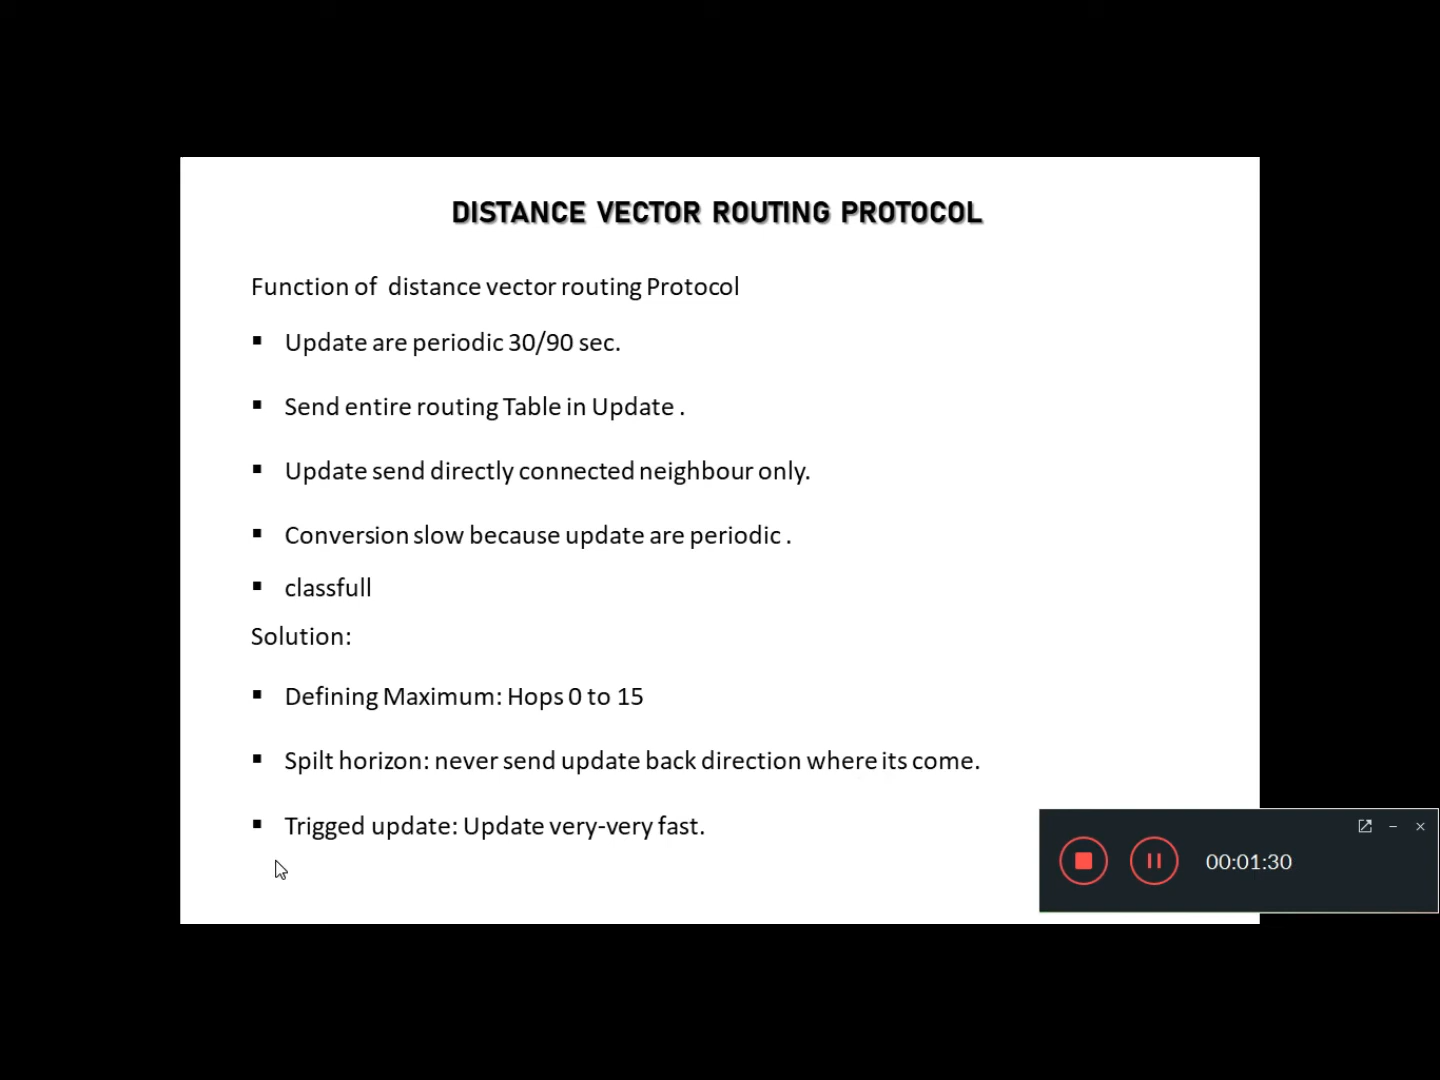 DISTANCE VECTOR ROUTING PROTOCOL
Function of distance vector routing Protocol
▪ Update are periodic 30/90 sec.
▪ Send entire routing Table in Update .
▪ Update send directly connected neighbour only.
▪ Conversion slow because update are periodic .
▪ classfull
Solution:
▪ Defining Maximum: Hops 0 to 15
▪ Spilt horizon: never send update back direction where its come.
▪ Trigged update: Update very-very fast.
00:01:30